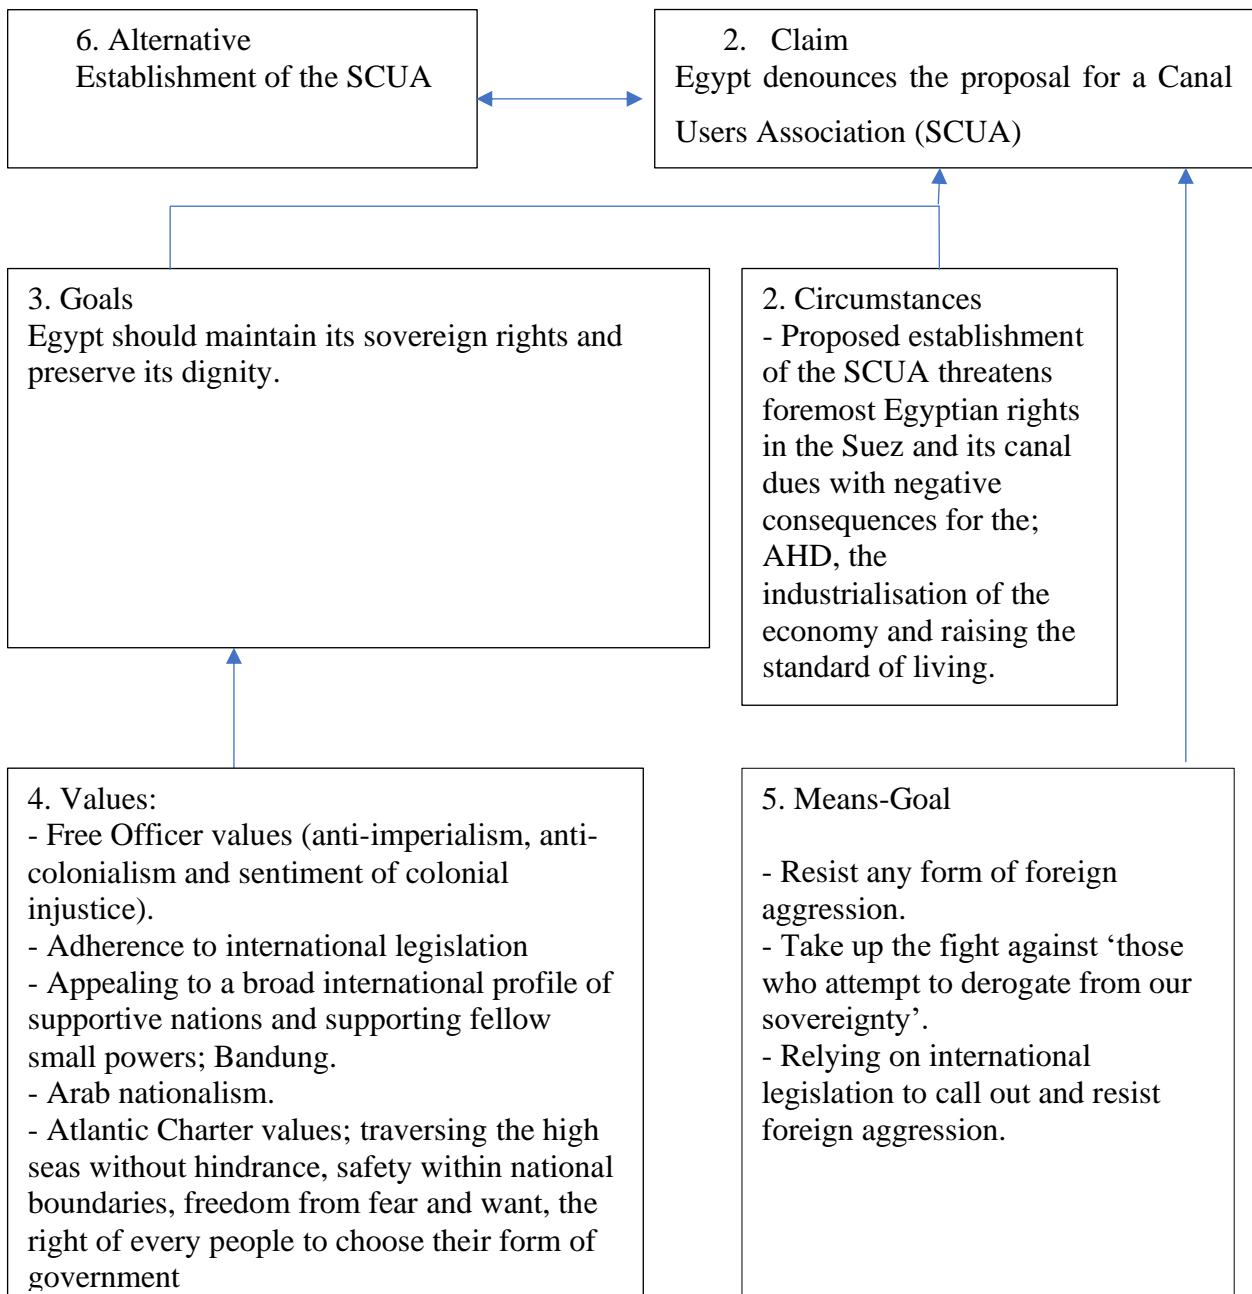 6. Alternative
Establishment of the SCUA
2. Claim
Egypt denounces the proposal for a Canal
Users Association (SCUA)
3. Goals
Egypt should maintain its sovereign rights and
preserve its dignity.
2. Circumstances
- Proposed establishment
of the SCUA threatens
foremost Egyptian rights
in the Suez and its canal
dues with negative
consequences for the;
AHD, the
industrialisation of the
economy and raising the
standard of living.
4. Values:
- Free Officer values (anti-imperialism, anti-
colonialism and sentiment of colonial
injustice).
- Adherence to international legislation
- Appealing to a broad international profile of
supportive nations and supporting fellow
small powers; Bandung.
- Arab nationalism.
- Atlantic Charter values; traversing the high
seas without hindrance, safety within national
boundaries, freedom from fear and want, the
right of every people to choose their form of
government
5. Means-Goal
- Resist any form of foreign
aggression.
- Take up the fight against ‘those
who attempt to derogate from our
sovereignty’.
- Relying on international
legislation to call out and resist
foreign aggression.